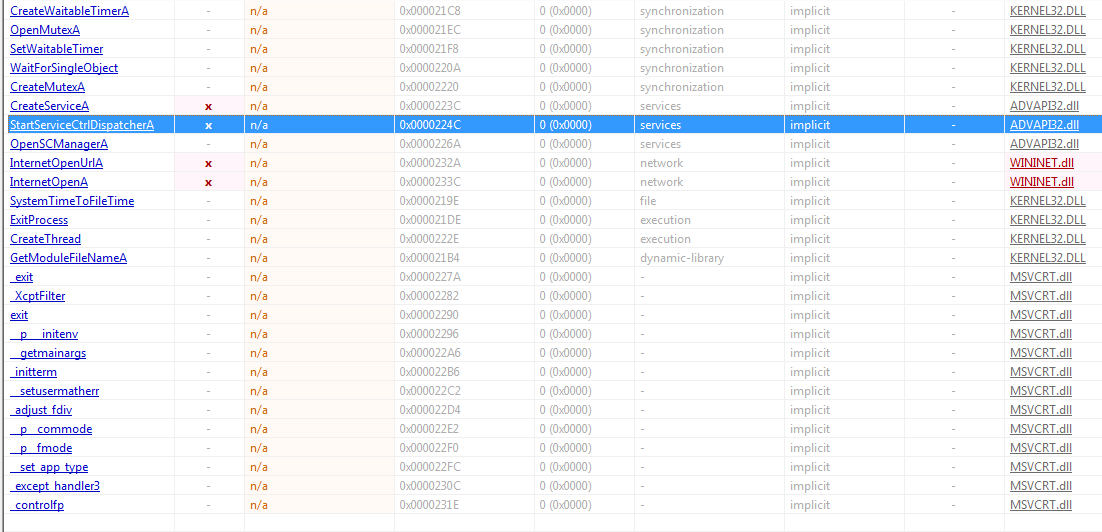 CreateWaitableTimerA - n/a 0x000021C8 0 (0x0000) synchronization implicit - KERNEL32.DLL
OpenMutexA - n/a 0x000021EC 0 (0x0000) synchronization implicit - KERNEL32.DLL
SetWaitableTimer - n/a 0x000021F8 0 (0x0000) synchronization implicit - KERNEL32.DLL
WaitForSingleObject - n/a 0x0000220A 0 (0x0000) synchronization implicit - KERNEL32.DLL
CreateMutexA - n/a 0x00002220 0 (0x0000) synchronization implicit - KERNEL32.DLL
CreateServiceA x n/a 0x0000223C 0 (0x0000) services implicit - ADVAPI32.dll
StartServiceCtrlDispatcherA x n/a 0x0000224C 0 (0x0000) services implicit - ADVAPI32.dll
OpenSCManagerA - n/a 0x0000226A 0 (0x0000) services implicit - ADVAPI32.dll
InternetOpenUrlA x n/a 0x0000232A 0 (0x0000) network implicit - WININET.dll
InternetOpenA x n/a 0x0000233C 0 (0x0000) network implicit - WININET.dll
SystemTimeToFileTime - n/a 0x0000219E 0 (0x0000) file implicit - KERNEL32.DLL
ExitProcess - n/a 0x000021DE 0 (0x0000) execution implicit - KERNEL32.DLL
CreateThread - n/a 0x0000222E 0 (0x0000) execution implicit - KERNEL32.DLL
GetModuleFileNameA - n/a 0x000021B4 0 (0x0000) dynamic-library implicit - KERNEL32.DLL
_exit - n/a 0x0000227A 0 (0x0000) - implicit - MSVCRT.dll
_XcptFilter - n/a 0x00002282 0 (0x0000) - implicit - MSVCRT.dll
exit - n/a 0x00002290 0 (0x0000) - implicit - MSVCRT.dll
__p___initenv - n/a 0x00002296 0 (0x0000) - implicit - MSVCRT.dll
__getmainargs - n/a 0x000022A6 0 (0x0000) - implicit - MSVCRT.dll
_initterm - n/a 0x000022B6 0 (0x0000) - implicit - MSVCRT.dll
__setusermatherr - n/a 0x000022C2 0 (0x0000) - implicit - MSVCRT.dll
_adjust_fdiv - n/a 0x000022D4 0 (0x0000) - implicit - MSVCRT.dll
__p__commode - n/a 0x000022E2 0 (0x0000) - implicit - MSVCRT.dll
__p__fmode - n/a 0x000022F0 0 (0x0000) - implicit - MSVCRT.dll
__set_app_type - n/a 0x000022FC 0 (0x0000) - implicit - MSVCRT.dll
_except_handler3 - n/a 0x0000230C 0 (0x0000) - implicit - MSVCRT.dll
_controlfp - n/a 0x0000231E 0 (0x0000) - implicit - MSVCRT.dll